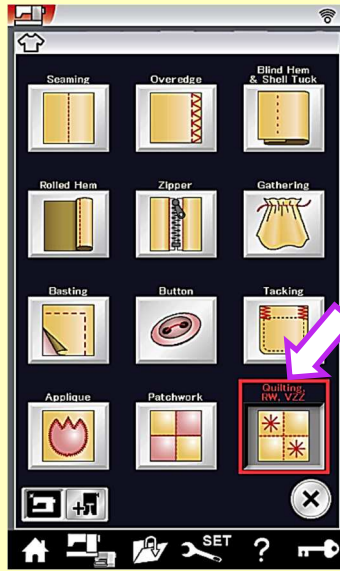 Seaming
Overedge
Blind Hem
& Shell Tuck
Rolled Hem
Zipper
Gathering
Basting
Button
Tacking
Applique
Patchwork
Quilting,
RW, VZZ
SET
?